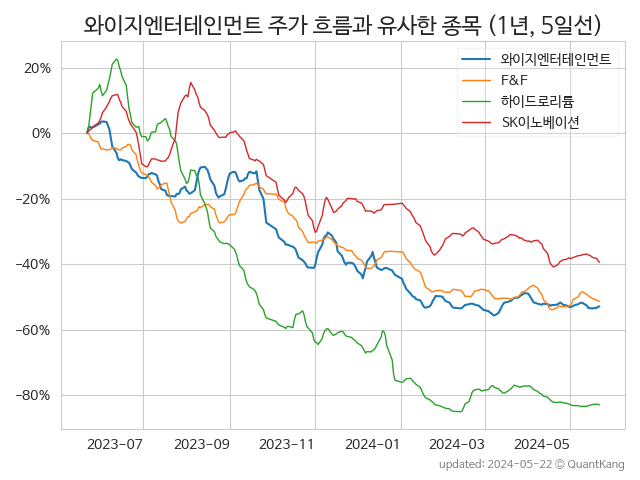 와이지엔터테인먼트 주가 흐름과 유사한 종목 (1년, 5일선)
와이지엔터테인먼트
F&F
하이드로리튬
SK이노베이션
20%
0%
−20%
−40%
−60%
−80%
2023-07 2023-09 2023-11 2024-01 2024-03 2024-05
updated: 2024-05-22 © QuantKang